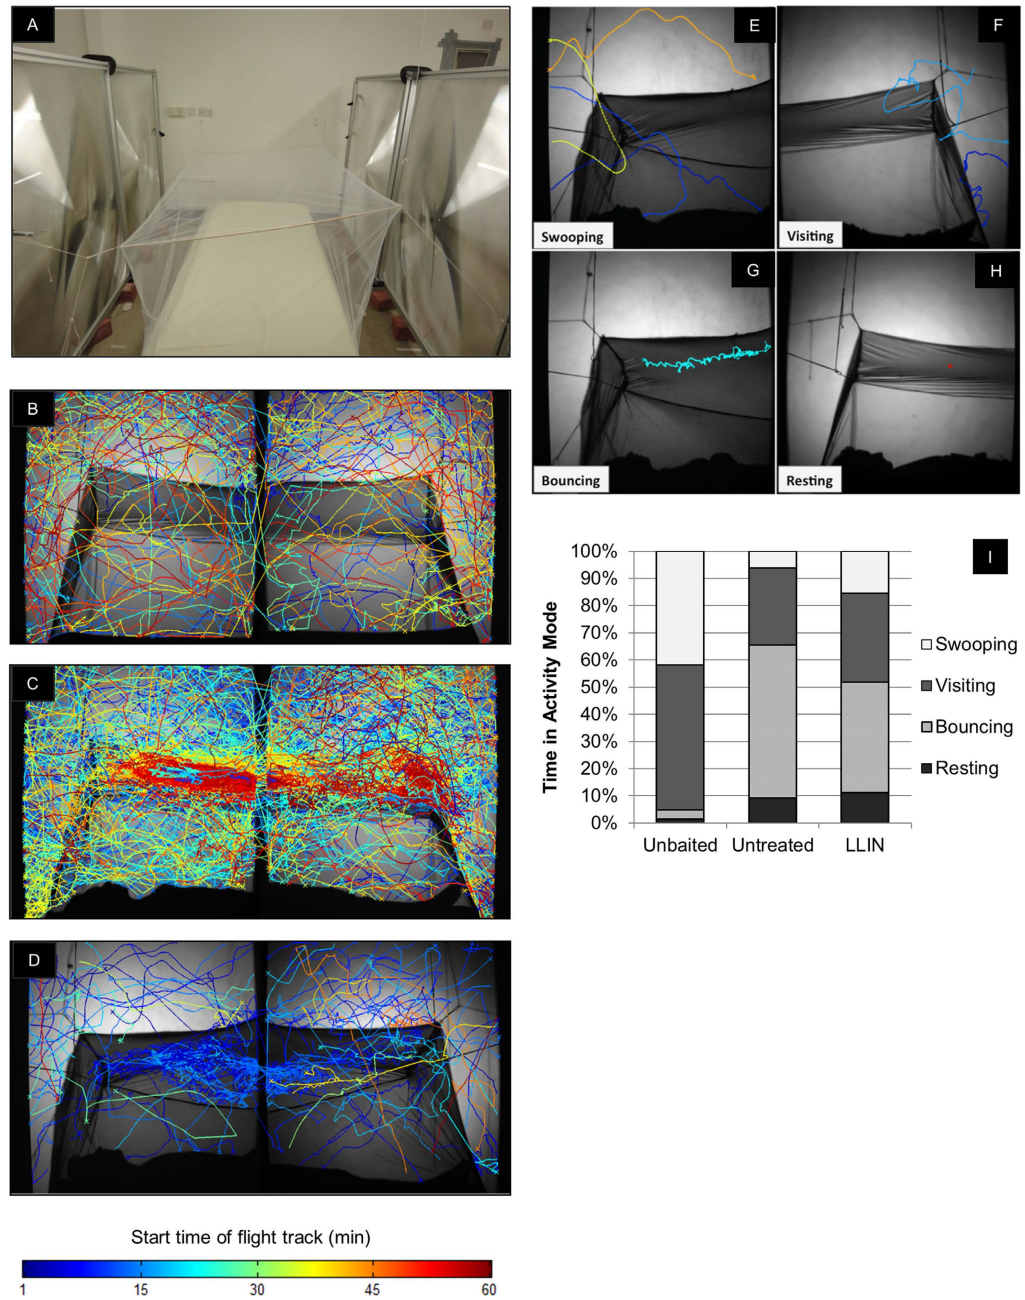 A
B
C
D
Start time of flight track (min)
1 15 30 45 60
E
Swooping
F
Visiting
G
Bouncing
H
Resting
I
Time in Activity Mode
100%
90%
80%
70%
60%
50%
40%
30%
20%
10%
0%
Unbaited Untreated LLIN
Swooping
Visiting
Bouncing
Resting